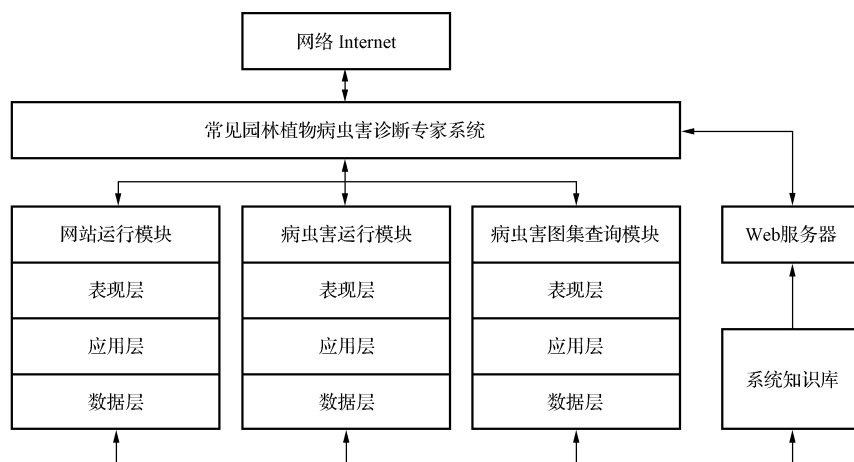 网络 Internet
常见园林植物病虫害诊断专家系统
网站运行模块
表现层
应用层
数据层
病虫害运行模块
表现层
应用层
数据层
病虫害图集查询模块
表现层
应用层
数据层
Web服务器
系统知识库